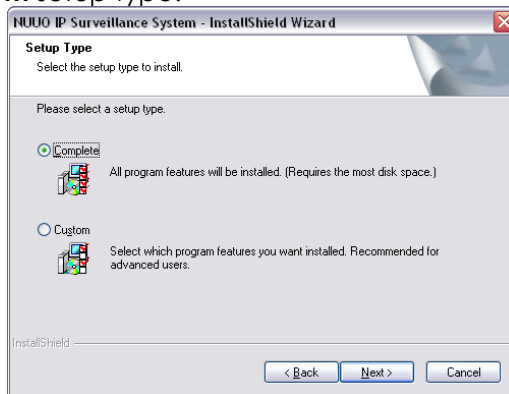 setup type.
NUUO IP Surveillance System - InstallShield Wizard
Setup Type
Select the setup type to install.
Please select a setup type.
Complete
All program features will be installed. (Requires the most disk space.)
Custom
Select which program features you want installed. Recommended for
advanced users.
InstallShield
< Back
Next >
Cancel